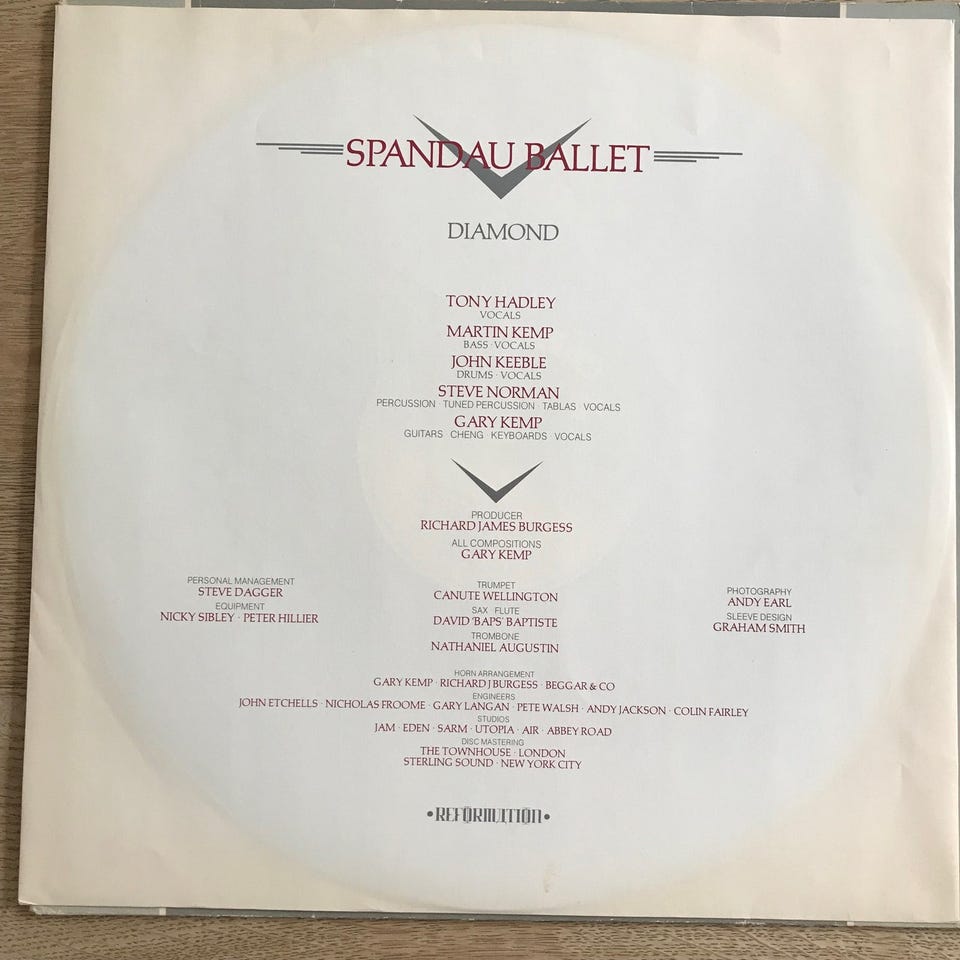 SPANDAU BALLET
DIAMOND
TONY HADLEY
VOCALS
MARTIN KEMP
BASS · VOCALS
JOHN KEEBLE
DRUMS · VOCALS
STEVE NORMAN
PERCUSSION · TUNED PERCUSSION · TABLAS · VOCALS
GARY KEMP
GUITARS · CHENG · KEYBOARDS · VOCALS
PRODUCER
RICHARD JAMES BURGESS
ALL COMPOSITIONS
GARY KEMP
PERSONAL MANAGEMENT
STEVE DAGGER
EQUIPMENT
NICKY SIBLEY · PETER HILLIER
TRUMPET
CANUTE WELLINGTON
SAX · FLUTE
DAVID 'BAPS' BAPTISTE
TROMBONE
NATHANIEL AUGUSTIN
PHOTOGRAPHY
ANDY EARL
SLEEVE DESIGN
GRAHAM SMITH
HORN ARRANGEMENT
GARY KEMP · RICHARD J BURGESS · BEGGAR & CO
ENGINEERS
JOHN ETCHELLS · NICHOLAS FROOME · GARY LANGAN · PETE WALSH · ANDY JACKSON · COLIN FAIRLEY
STUDIOS
JAM · EDEN · SARM · UTOPIA · AIR · ABBEY ROAD
DISC MASTERING
THE TOWNHOUSE · LONDON
STERLING SOUND · NEW YORK CITY
•REFORMATION•